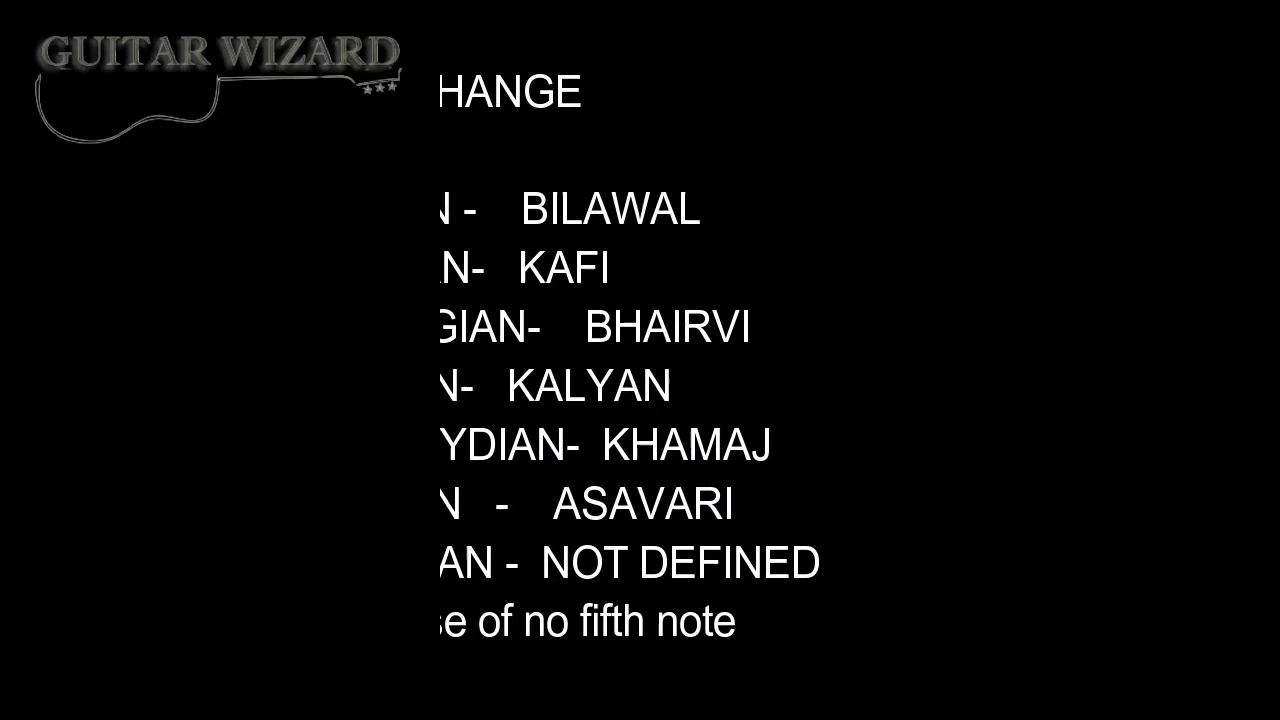 GUITAR WIZARD
HANGE
N - BILAWAL
AN- KAFI
GIAN- BHAIRVI
N- KALYAN
YDIAN- KHAMAJ
N - ASAVARI
AN - NOT DEFINED
se of no fifth note